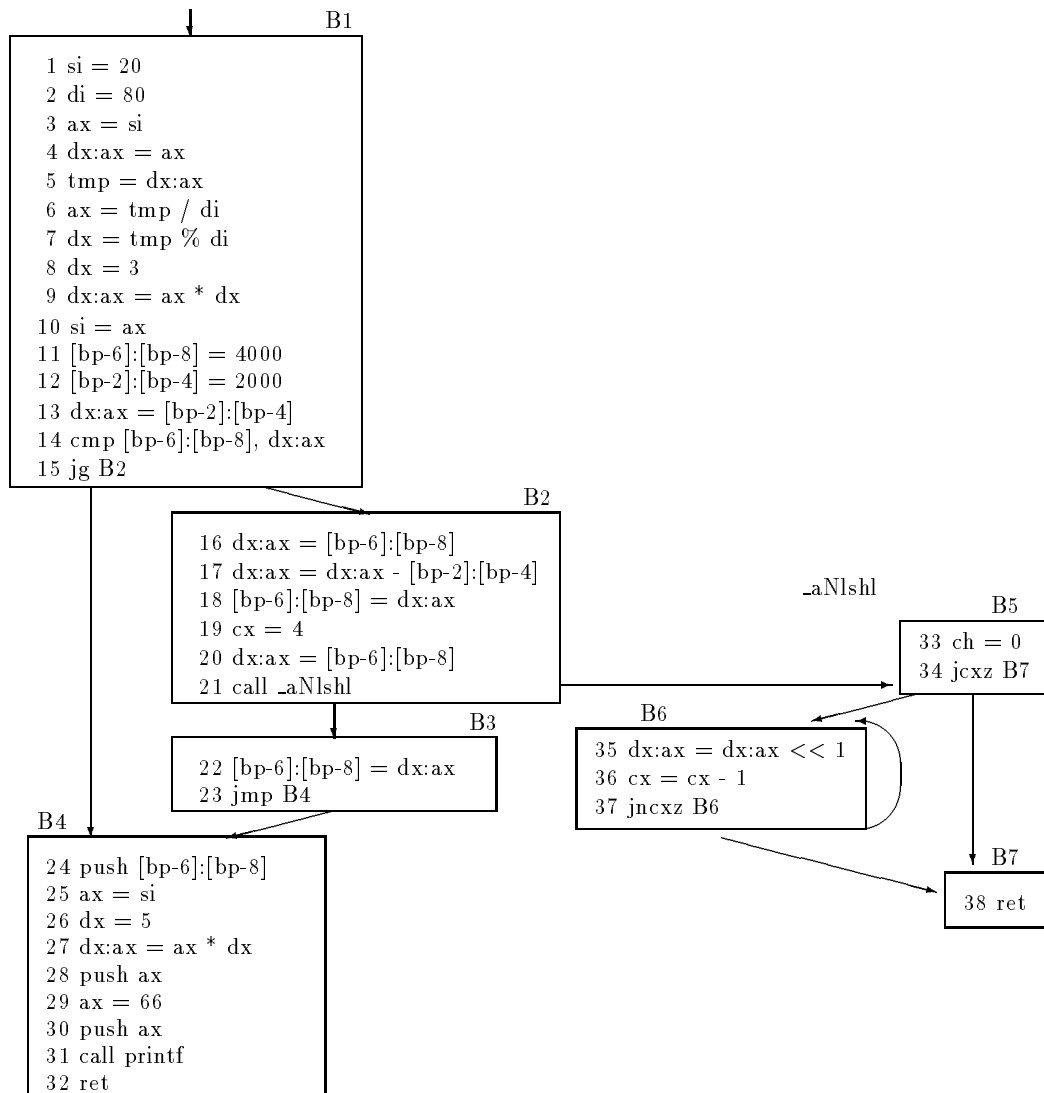 B1
1 si = 20
2 di = 80
3 ax = si
4 dx:ax = ax
5 tmp = dx:ax
6 ax = tmp / di
7 dx = tmp % di
8 dx = 3
9 dx:ax = ax * dx
10 si = ax
11 [bp-6]:[bp-8] = 4000
12 [bp-2]:[bp-4] = 2000
13 dx:ax = [bp-2]:[bp-4]
14 cmp [bp-6]:[bp-8], dx:ax
15 jg B2
B2
16 dx:ax = [bp-6]:[bp-8]
17 dx:ax = dx:ax - [bp-2]:[bp-4]
18 [bp-6]:[bp-8] = dx:ax
19 cx = 4
20 dx:ax = [bp-6]:[bp-8]
21 call _aNlshl
B3
22 [bp-6]:[bp-8] = dx:ax
23 jmp B4
B4
24 push [bp-6]:[bp-8]
25 ax = si
26 dx = 5
27 dx:ax = ax * dx
28 push ax
29 ax = 66
30 push ax
31 call printf
32 ret
_aNlshl
B5
33 ch = 0
34 jcxz B7
B6
35 dx:ax = dx:ax << 1
36 cx = cx - 1
37 jncxz B6
B7
38 ret